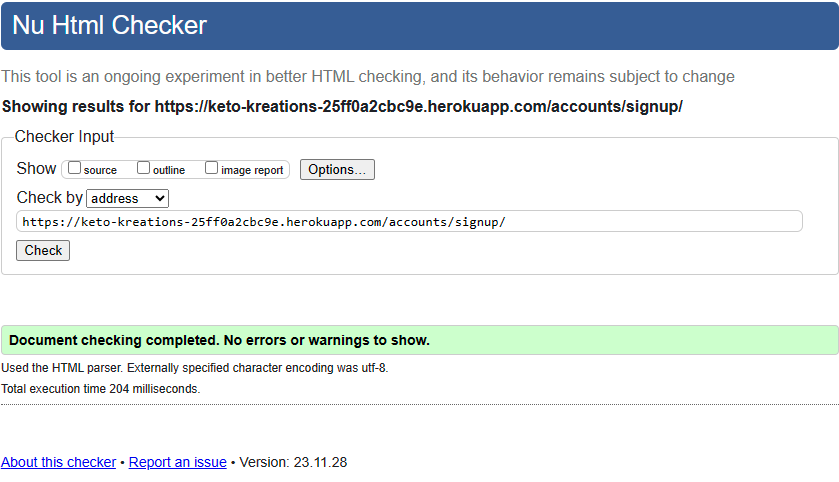 Nu Html Checker
This tool is an ongoing experiment in better HTML checking, and its behavior remains subject to change
Showing results for https://keto-kreations-25ff0a2cbc9e.herokuapp.com/accounts/signup/
Checker Input
Show source outline image report Options...
Check by address
https://keto-kreations-25ff0a2cbc9e.herokuapp.com/accounts/signup/
Check
Document checking completed. No errors or warnings to show.
Used the HTML parser. Externally specified character encoding was utf-8.
Total execution time 204 milliseconds.
About this checker • Report an issue • Version: 23.11.28